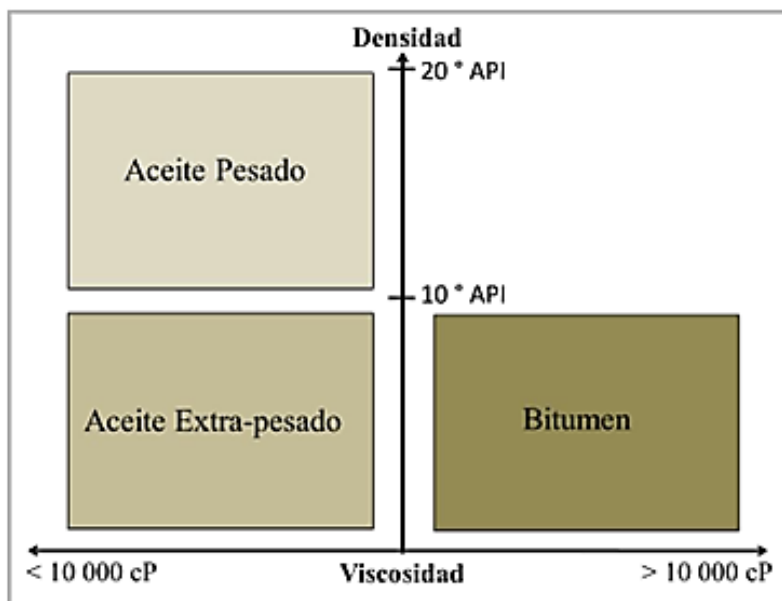 Densidad
20 ° API
Aceite Pesado
10 ° API
Aceite Extra-pesado
Bitumen
< 10 000 cP
Viscosidad
> 10 000 cP